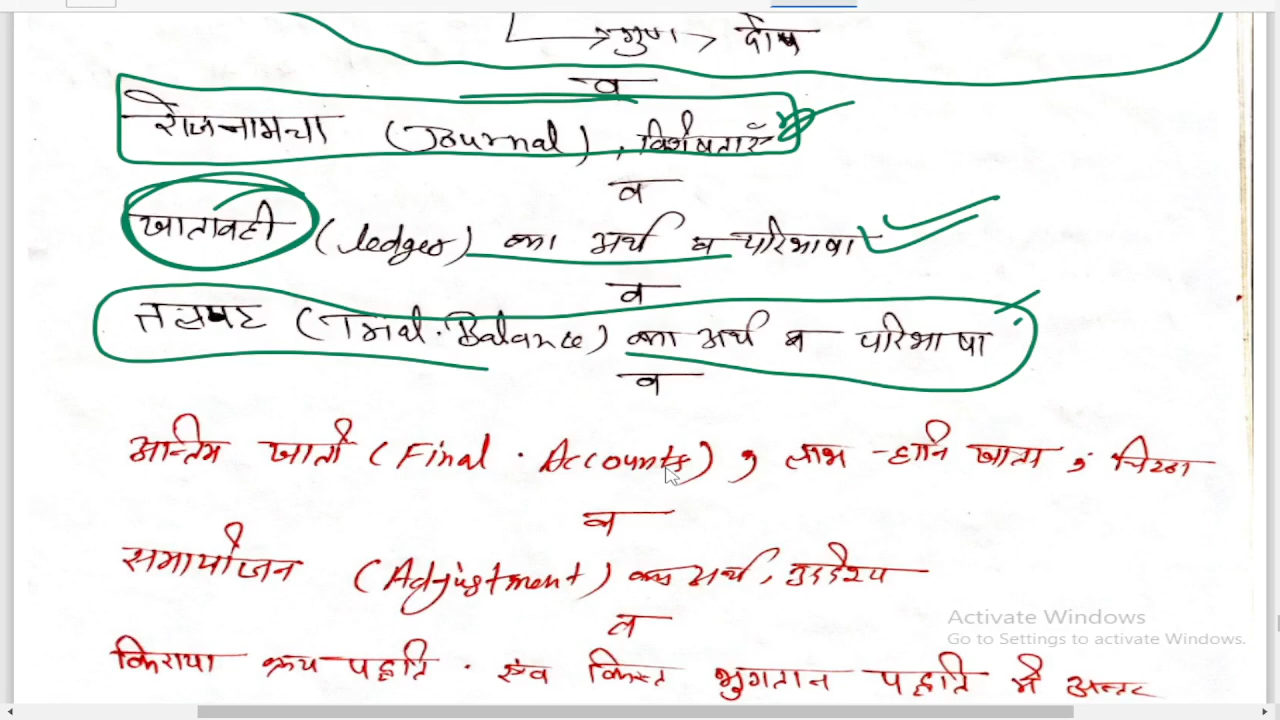 → गुण → दोष
व
रोजनामचा (Journal), विशेषताएँ
व
खाताबही (ledger) का अर्थ व परिभाषा
व
तलपट (Trial.Balance) का अर्थ व परिभाषा
व
अन्तिम खातों (Final . Accounts), लाभ-हानि खाता, चिट्ठा
व
समायोजन (Adjustment) का अर्थ, उद्देश्य
व
किराया क्रय पद्धति . एवं किस्त भुगतान पद्धति में अन्तर
Activate Windows
Go to Settings to activate Windows.